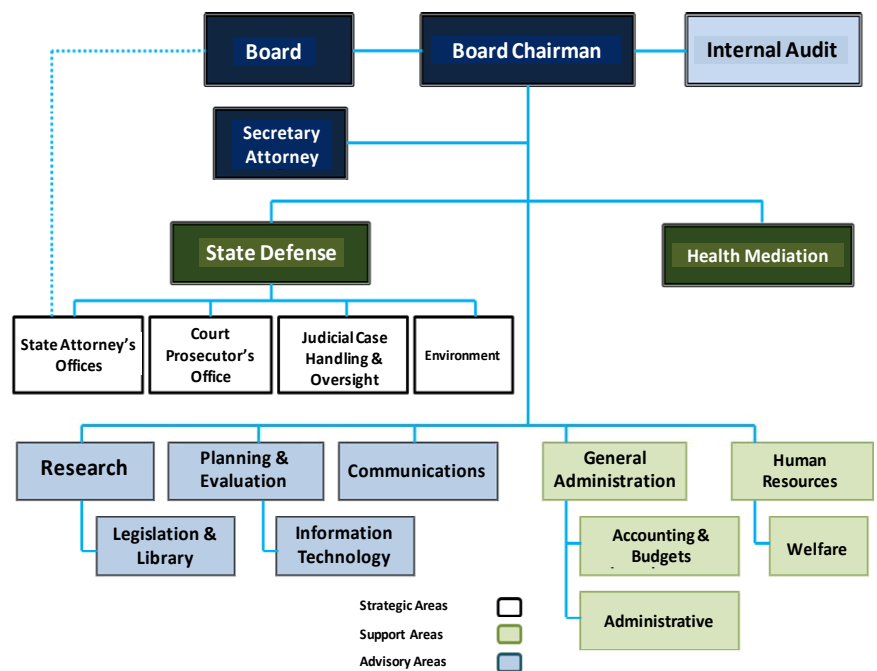 Board
Board Chairman
Internal Audit
Secretary
Attorney
State Defense
Health Mediation
State Attorney's
Offices
Court
Prosecutor's
Office
Judicial Case
Handling &
Oversight
Environment
Research
Planning &
Evaluation
Communications
General
Administration
Human
Resources
Legislation &
Library
Information
Technology
Accounting &
Budgets
Welfare
Administrative
Strategic Areas
Support Areas
Advisory Areas